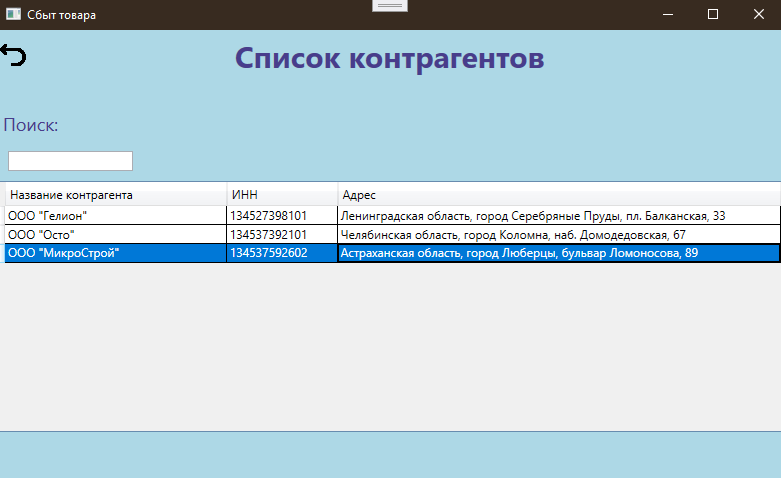 Сбыт товара
Список контрагентов
Поиск:
Название контрагента ИНН Адрес
ООО "Гелион" 134527398101 Ленинградская область, город Серебряные Пруды, пл. Балканская, 33
ООО "Осто" 134537392101 Челябинская область, город Коломна, наб. Домодедовская, 67
ООО "МикроСтрой" 134537592602 Астраханская область, город Люберцы, бульвар Ломоносова, 89